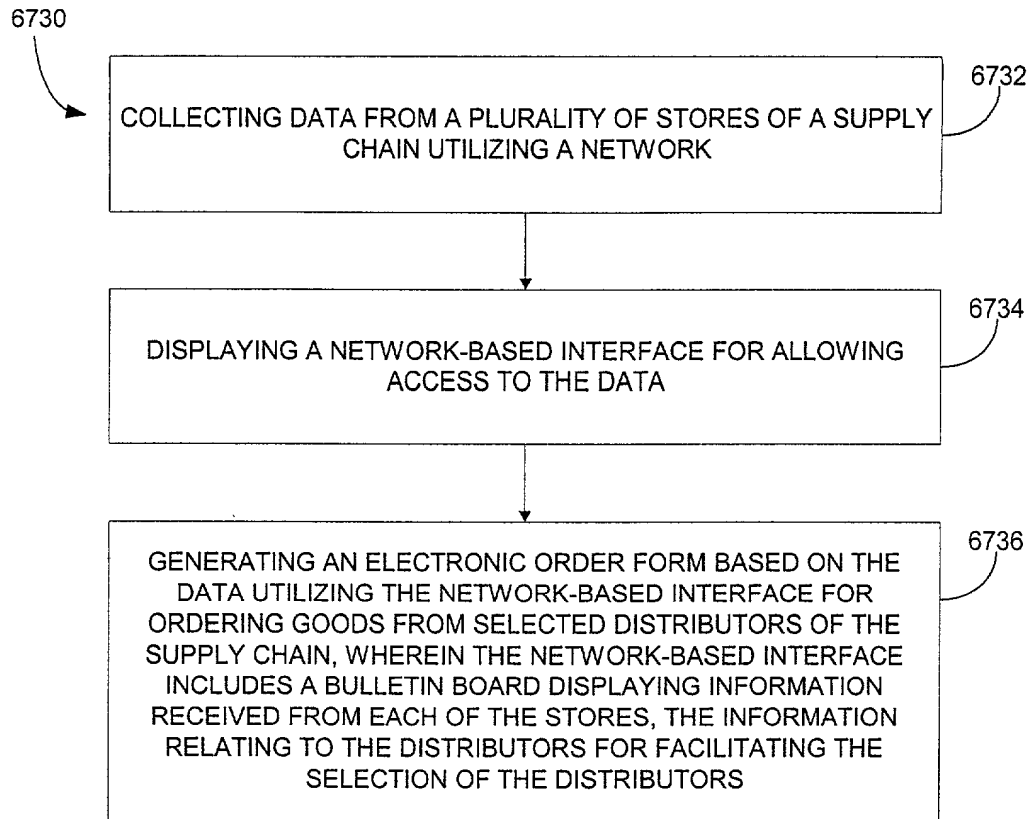 6730
6732
COLLECTING DATA FROM A PLURALITY OF STORES OF A SUPPLY
CHAIN UTILIZING A NETWORK
6734
DISPLAYING A NETWORK-BASED INTERFACE FOR ALLOWING
ACCESS TO THE DATA
6736
GENERATING AN ELECTRONIC ORDER FORM BASED ON THE
DATA UTILIZING THE NETWORK-BASED INTERFACE FOR
ORDERING GOODS FROM SELECTED DISTRIBUTORS OF THE
SUPPLY CHAIN, WHEREIN THE NETWORK-BASED INTERFACE
INCLUDES A BULLETIN BOARD DISPLAYING INFORMATION
RECEIVED FROM EACH OF THE STORES, THE INFORMATION
RELATING TO THE DISTRIBUTORS FOR FACILITATING THE
SELECTION OF THE DISTRIBUTORS